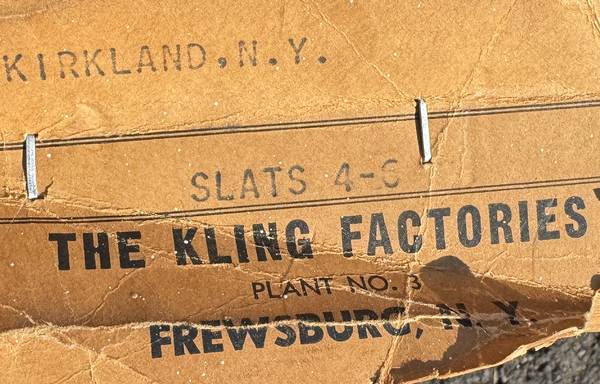 KIRKLAND, N.Y.
SLATS 4-6
THE KLING FACTORIES
PLANT NO. 3
FREWSBURG, N. Y.